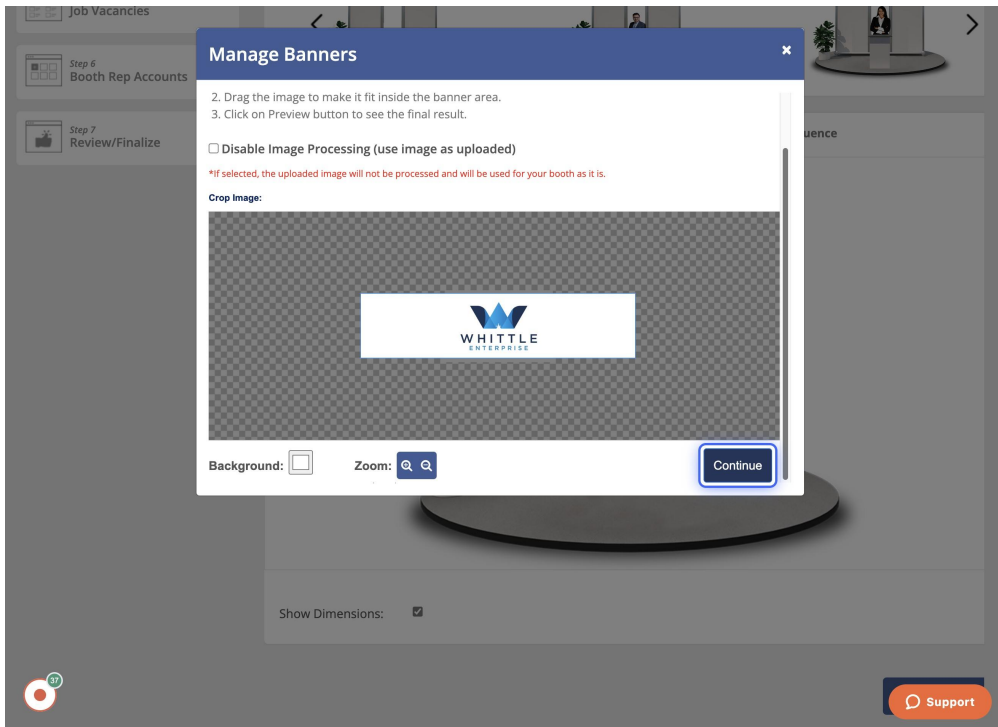 Job Vacancies
Manage Banners
×
Step 6
Booth Rep Accounts
2. Drag the image to make it fit inside the banner area.
3. Click on Preview button to see the final result.
Step 7
Review/Finalize
uence
Disable Image Processing (use image as uploaded)
*If selected, the uploaded image will not be processed and will be used for your booth as it is.
Crop Image:
WHITTLE
ENTERPRISE
Background:
Zoom:
Continue
Show Dimensions:
37
Support